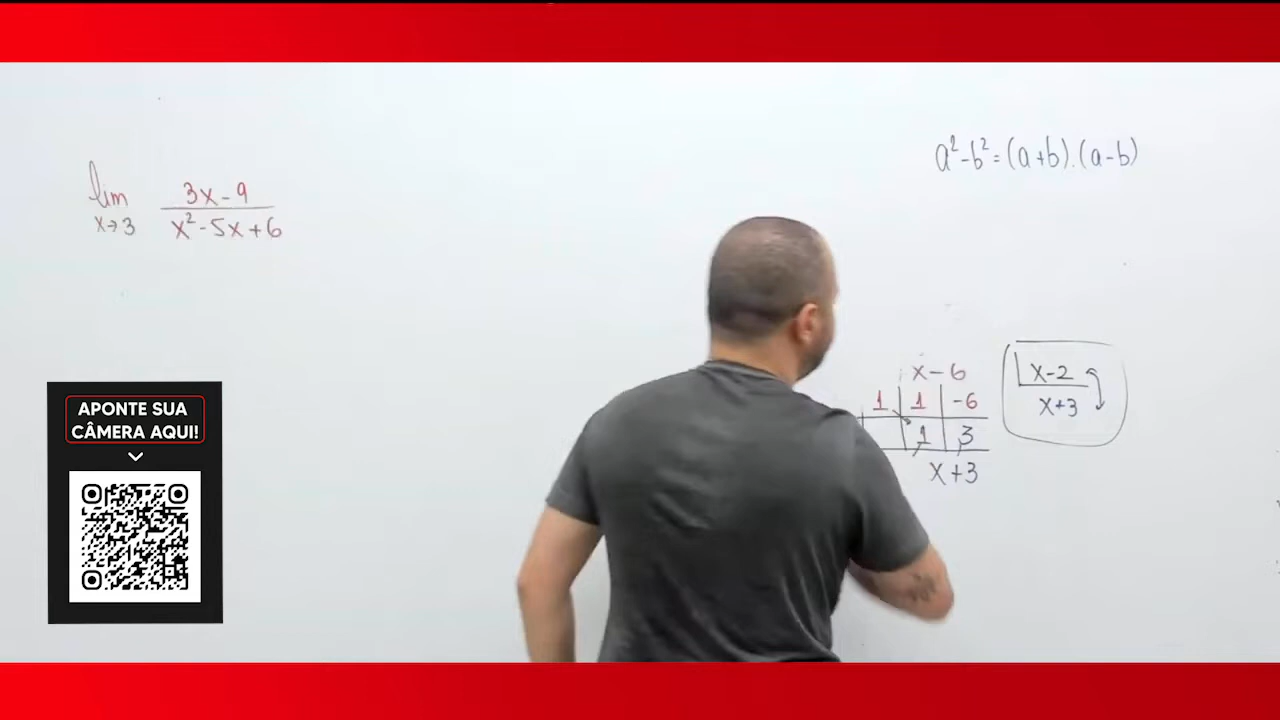 a²-b²=(a+b).(a-b)
lim 3x-9
x→3 x²-5x+6
x-6
1 1 -6
1 3
x+3
x-2
x+3
APONTE SUA
CÂMERA AQUI!